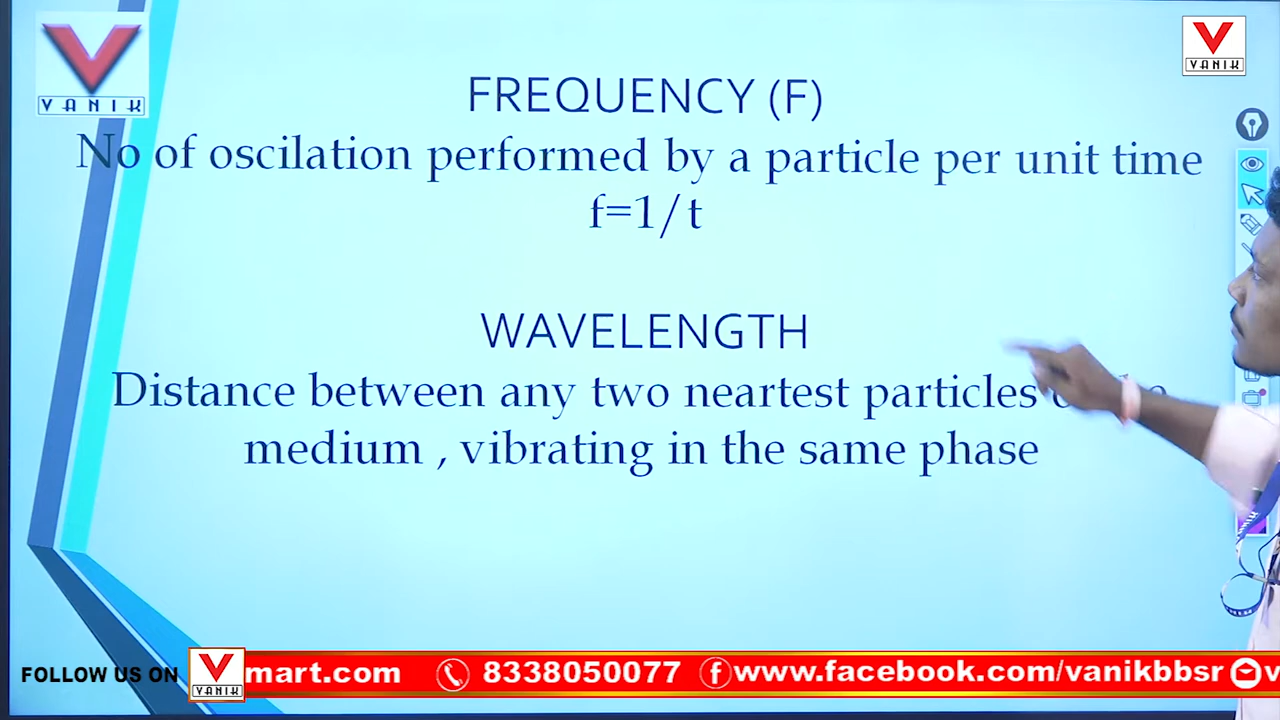 VANIK
VANIK
FREQUENCY (F)
No of oscilation performed by a particle per unit time
f=1/t
WAVELENGTH
Distance between any two neartest particles
medium , vibrating in the same phase
FOLLOW US ON
VANIK
mart.com 8338050077 www.facebook.com/vanikbbsr